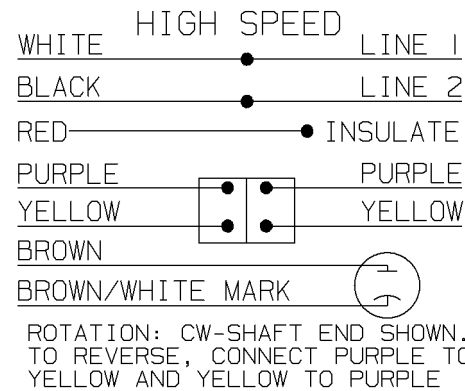 HIGH SPEED
WHITE LINE 1
BLACK LINE 2
RED INSULATE
PURPLE PURPLE
YELLOW YELLOW
BROWN
BROWN/WHITE MARK
ROTATION: CW-SHAFT END SHOWN.
TO REVERSE, CONNECT PURPLE TO
YELLOW AND YELLOW TO PURPLE